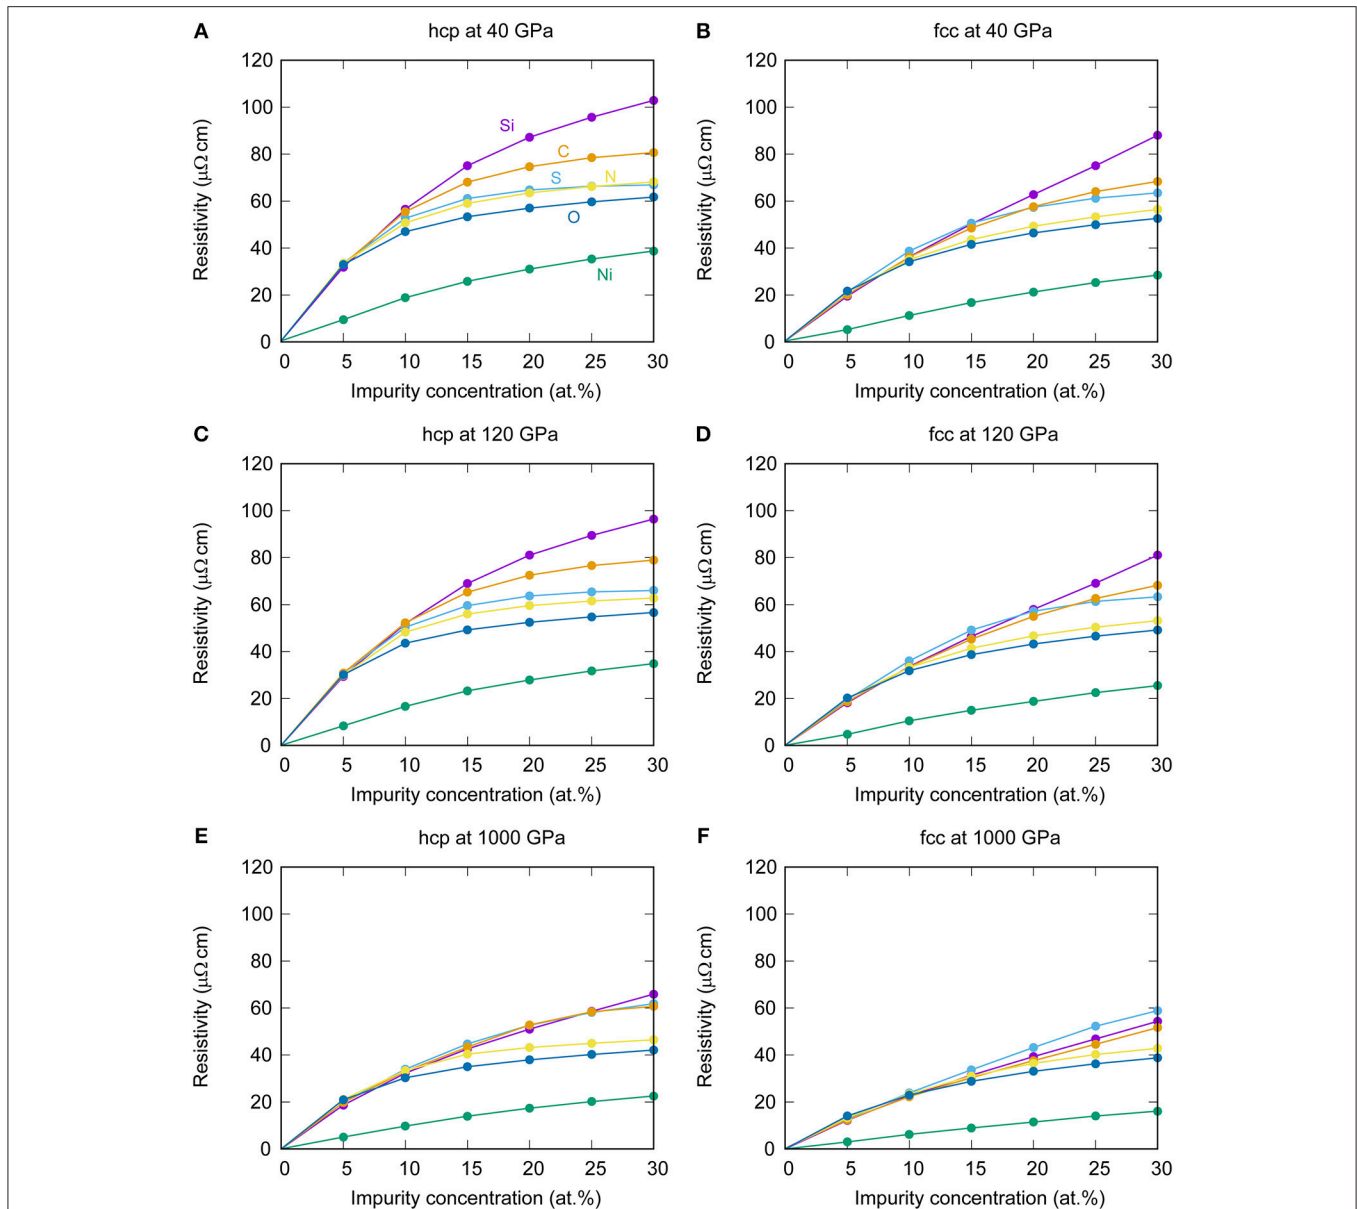 A hcp at 40 GPa
120
100
80
60
40
20
0
Resistivity (μΩ cm)
Si
C
S
N
O
Ni
0 5 10 15 20 25 30
Impurity concentration (at.%)
B fcc at 40 GPa
120
100
80
60
40
20
0
Resistivity (μΩ cm)
0 5 10 15 20 25 30
Impurity concentration (at.%)
C hcp at 120 GPa
120
100
80
60
40
20
0
Resistivity (μΩ cm)
0 5 10 15 20 25 30
Impurity concentration (at.%)
D fcc at 120 GPa
120
100
80
60
40
20
0
Resistivity (μΩ cm)
0 5 10 15 20 25 30
Impurity concentration (at.%)
E hcp at 1000 GPa
120
100
80
60
40
20
0
Resistivity (μΩ cm)
0 5 10 15 20 25 30
Impurity concentration (at.%)
F fcc at 1000 GPa
120
100
80
60
40
20
0
Resistivity (μΩ cm)
0 5 10 15 20 25 30
Impurity concentration (at.%)